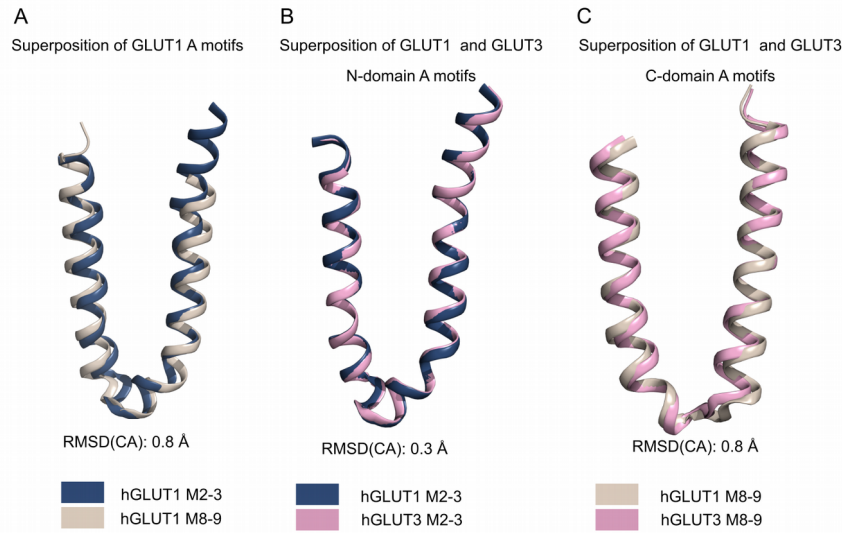 A
Superposition of GLUT1 A motifs
RMSD(CA): 0.8 Å
hGLUT1 M2-3
hGLUT1 M8-9
B
Superposition of GLUT1 and GLUT3
N-domain A motifs
RMSD(CA): 0.3 Å
hGLUT1 M2-3
hGLUT3 M2-3
C
Superposition of GLUT1 and GLUT3
C-domain A motifs
RMSD(CA): 0.8 Å
hGLUT1 M8-9
hGLUT3 M8-9